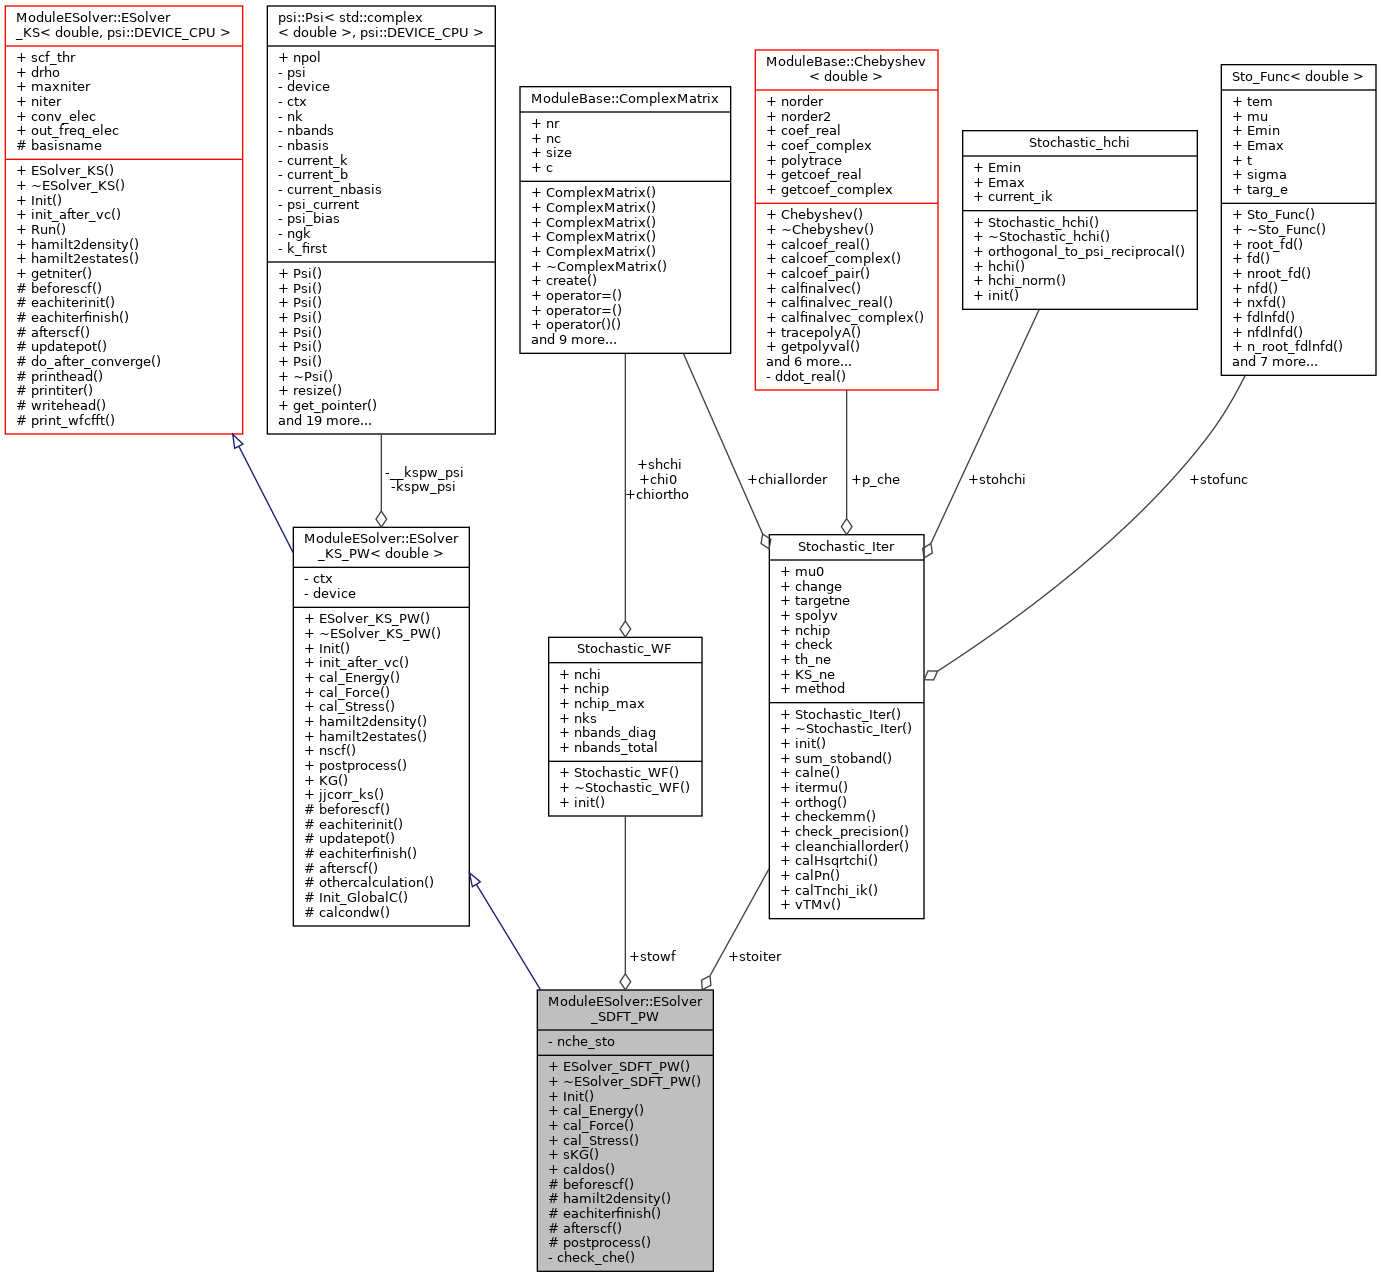 ModuleESolver::ESolver
_KS< double, psi::DEVICE_CPU >
+ scf_thr
+ drho
+ maxniter
+ niter
+ conv_elec
+ out_freq_elec
# basisname
+ ESolver_KS()
+ ~ESolver_KS()
+ Init()
+ init_after_vc()
+ Run()
+ hamilt2density()
+ hamilt2estates()
+ getniter()
# beforescf()
# eachiterinit()
# eachiterfinish()
# afterscf()
# updatepot()
# do_after_converge()
# printhead()
# printiter()
# writehead()
# print_wfcfft()
psi::Psi< std::complex
< double >, psi::DEVICE_CPU >
+ npol
- psi
- device
- ctx
- nk
- nbands
- nbasis
- current_k
- current_b
- current_nbasis
- psi_current
- psi_bias
- ngk
- k_first
+ Psi()
+ Psi()
+ Psi()
+ Psi()
+ Psi()
+ Psi()
+ Psi()
+ ~Psi()
+ resize()
+ get_pointer()
and 19 more...
ModuleBase::ComplexMatrix
+ nr
+ nc
+ size
+ c
+ ComplexMatrix()
+ ComplexMatrix()
+ ComplexMatrix()
+ ComplexMatrix()
+ ComplexMatrix()
+ ~ComplexMatrix()
+ create()
+ operator=()
+ operator=()
+ operator()()
and 9 more...
ModuleBase::Chebyshev
< double >
+ norder
+ norder2
+ coef_real
+ coef_complex
+ polytrace
+ getcoef_real
+ getcoef_complex
+ Chebyshev()
+ ~Chebyshev()
+ calcoef_real()
+ calcoef_complex()
+ calcoef_pair()
+ calfinalvec()
+ calfinalvec_real()
+ calfinalvec_complex()
+ tracepolyA()
+ getpolyval()
and 6 more...
- ddot_real()
Stochastic_hchi
+ Emin
+ Emax
+ current_ik
+ Stochastic_hchi()
+ ~Stochastic_hchi()
+ orthogonal_to_psi_reciprocal()
+ hchi()
+ hchi_norm()
+ init()
Sto_Func< double >
+ tem
+ mu
+ Emin
+ Emax
+ t
+ sigma
+ targ_e
+ Sto_Func()
+ ~Sto_Func()
+ root_fd()
+ fd()
+ nroot_fd()
+ nfd()
+ nxfd()
+ fdlnfd()
+ nfdlnfd()
+ n_root_fdlnfd()
and 7 more...
-__kspw_psi
-kspw_psi
+shchi
+chi0
+chiortho
+chiallorder
+p_che
+stohchi
+stofunc
ModuleESolver::ESolver
_KS_PW< double >
- ctx
- device
+ ESolver_KS_PW()
+ ~ESolver_KS_PW()
+ Init()
+ init_after_vc()
+ cal_Energy()
+ cal_Force()
+ cal_Stress()
+ hamilt2density()
+ hamilt2estates()
+ nscf()
+ postprocess()
+ KG()
+ jjcorr_ks()
# beforescf()
# eachiterinit()
# updatepot()
# eachiterfinish()
# afterscf()
# othercalculation()
# Init_GlobalC()
# calcondw()
Stochastic_WF
+ nchi
+ nchip
+ nchip_max
+ nks
+ nbands_diag
+ nbands_total
+ Stochastic_WF()
+ ~Stochastic_WF()
+ init()
Stochastic_Iter
+ mu0
+ change
+ targetne
+ spolyv
+ nchip
+ check
+ th_ne
+ KS_ne
+ method
+ Stochastic_Iter()
+ ~Stochastic_Iter()
+ init()
+ sum_stoband()
+ calne()
+ itermu()
+ orthog()
+ checkemm()
+ check_precision()
+ cleanchiallorder()
+ calHsqrtchi()
+ calPn()
+ calTnchi_ik()
+ vTMv()
+stowf
+stoiter
ModuleESolver::ESolver
_SDFT_PW
- nche_sto
+ ESolver_SDFT_PW()
+ ~ESolver_SDFT_PW()
+ Init()
+ cal_Energy()
+ cal_Force()
+ cal_Stress()
+ sKG()
+ caldos()
# beforescf()
# hamilt2density()
# eachiterfinish()
# afterscf()
# postprocess()
- check_che()